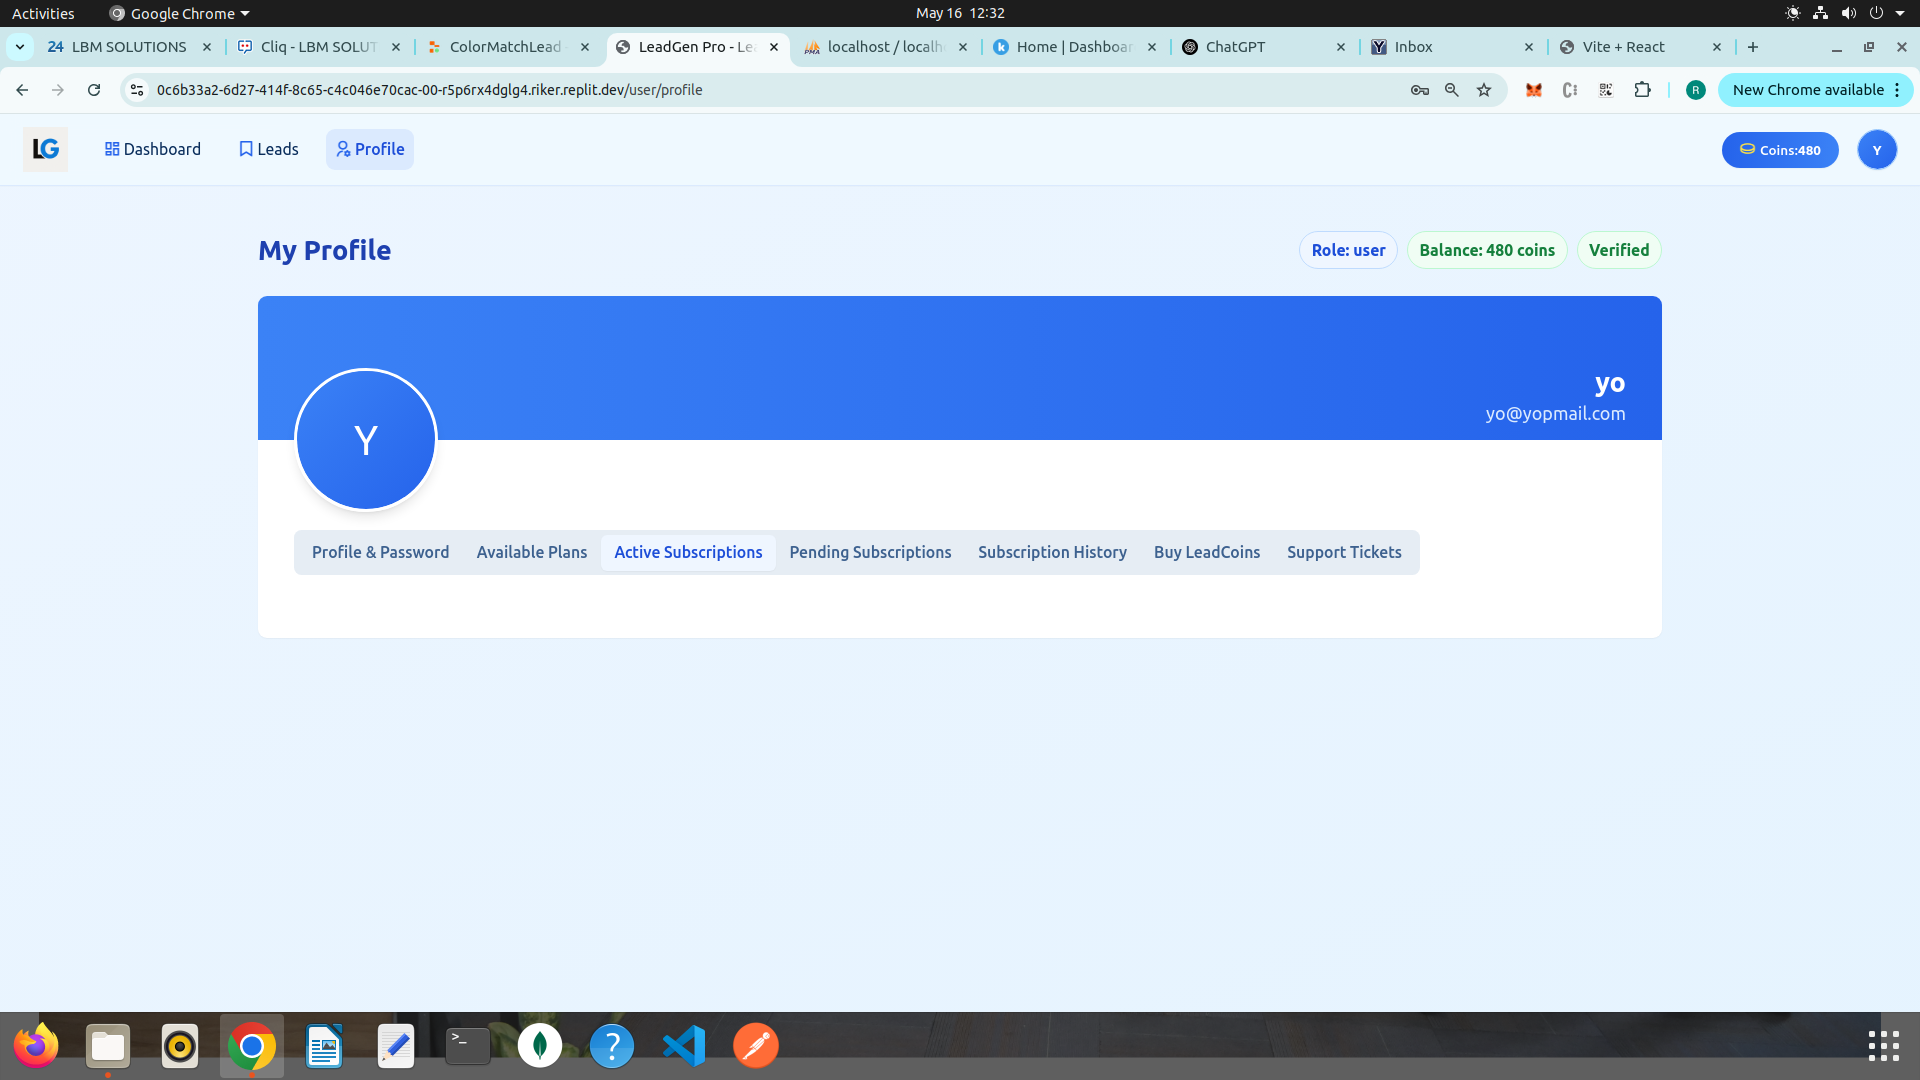 Activities Google Chrome May 16 12:32
24 LBM SOLUTIONS Cliq - LBM SOLUT ColorMatchLead LeadGen Pro - Le localhost / localh Home | Dashboar ChatGPT Inbox Vite + React
0c6b33a2-6d27-414f-8c65-c4c046e70cac-00-r5p6rx4dglg4.riker.replit.dev/user/profile R New Chrome available
LG Dashboard Leads Profile Coins:480 Y
My Profile Role: user Balance: 480 coins Verified
yo
yo@yopmail.com
Y
Profile & Password Available Plans Active Subscriptions Pending Subscriptions Subscription History Buy LeadCoins Support Tickets